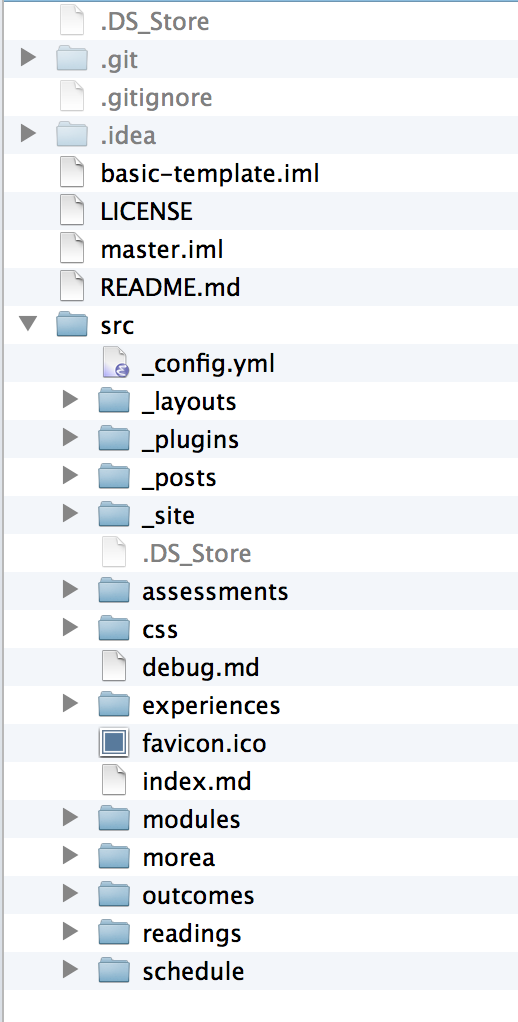 .DS_Store
.git
.gitignore
.idea
basic-template.iml
LICENSE
master.iml
README.md
src
_config.yml
_layouts
_plugins
_posts
_site
.DS_Store
assessments
css
debug.md
experiences
favicon.ico
index.md
modules
morea
outcomes
readings
schedule